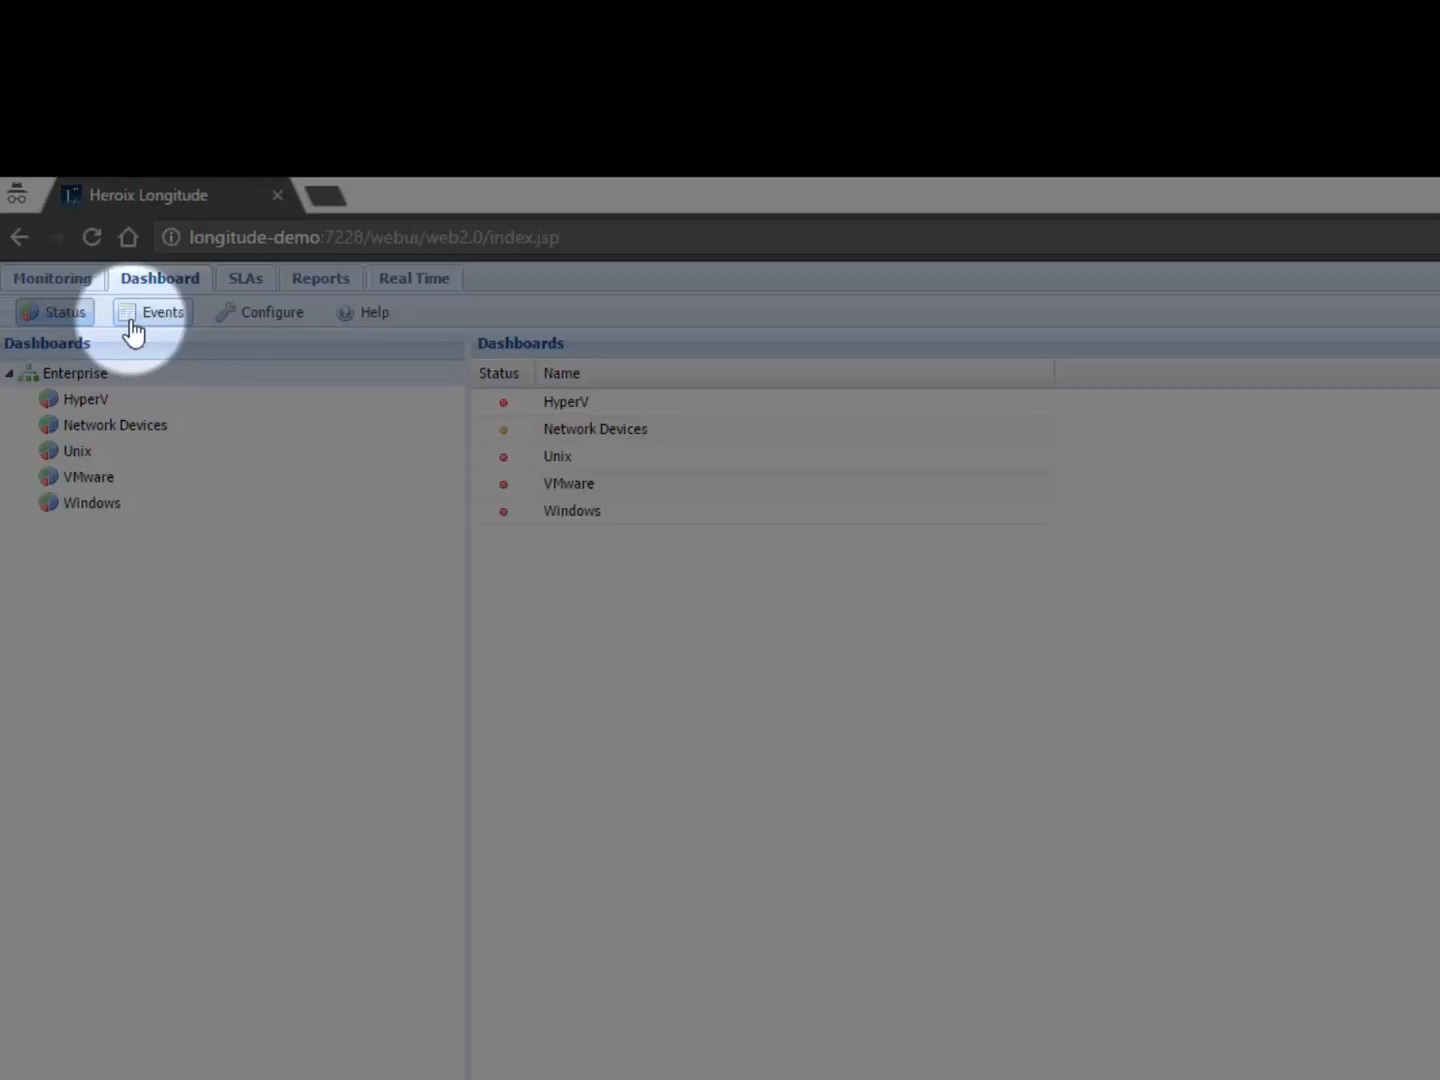 Heroix Longitude
longitude-demo:7228/webui/web2.0/index.jsp
Monitoring Dashboard SLAs Reports Real Time
Status Events Configure Help
Dashboards Dashboards
Enterprise Status Name
HyperV HyperV
Network Devices Network Devices
Unix Unix
VMware VMware
Windows Windows